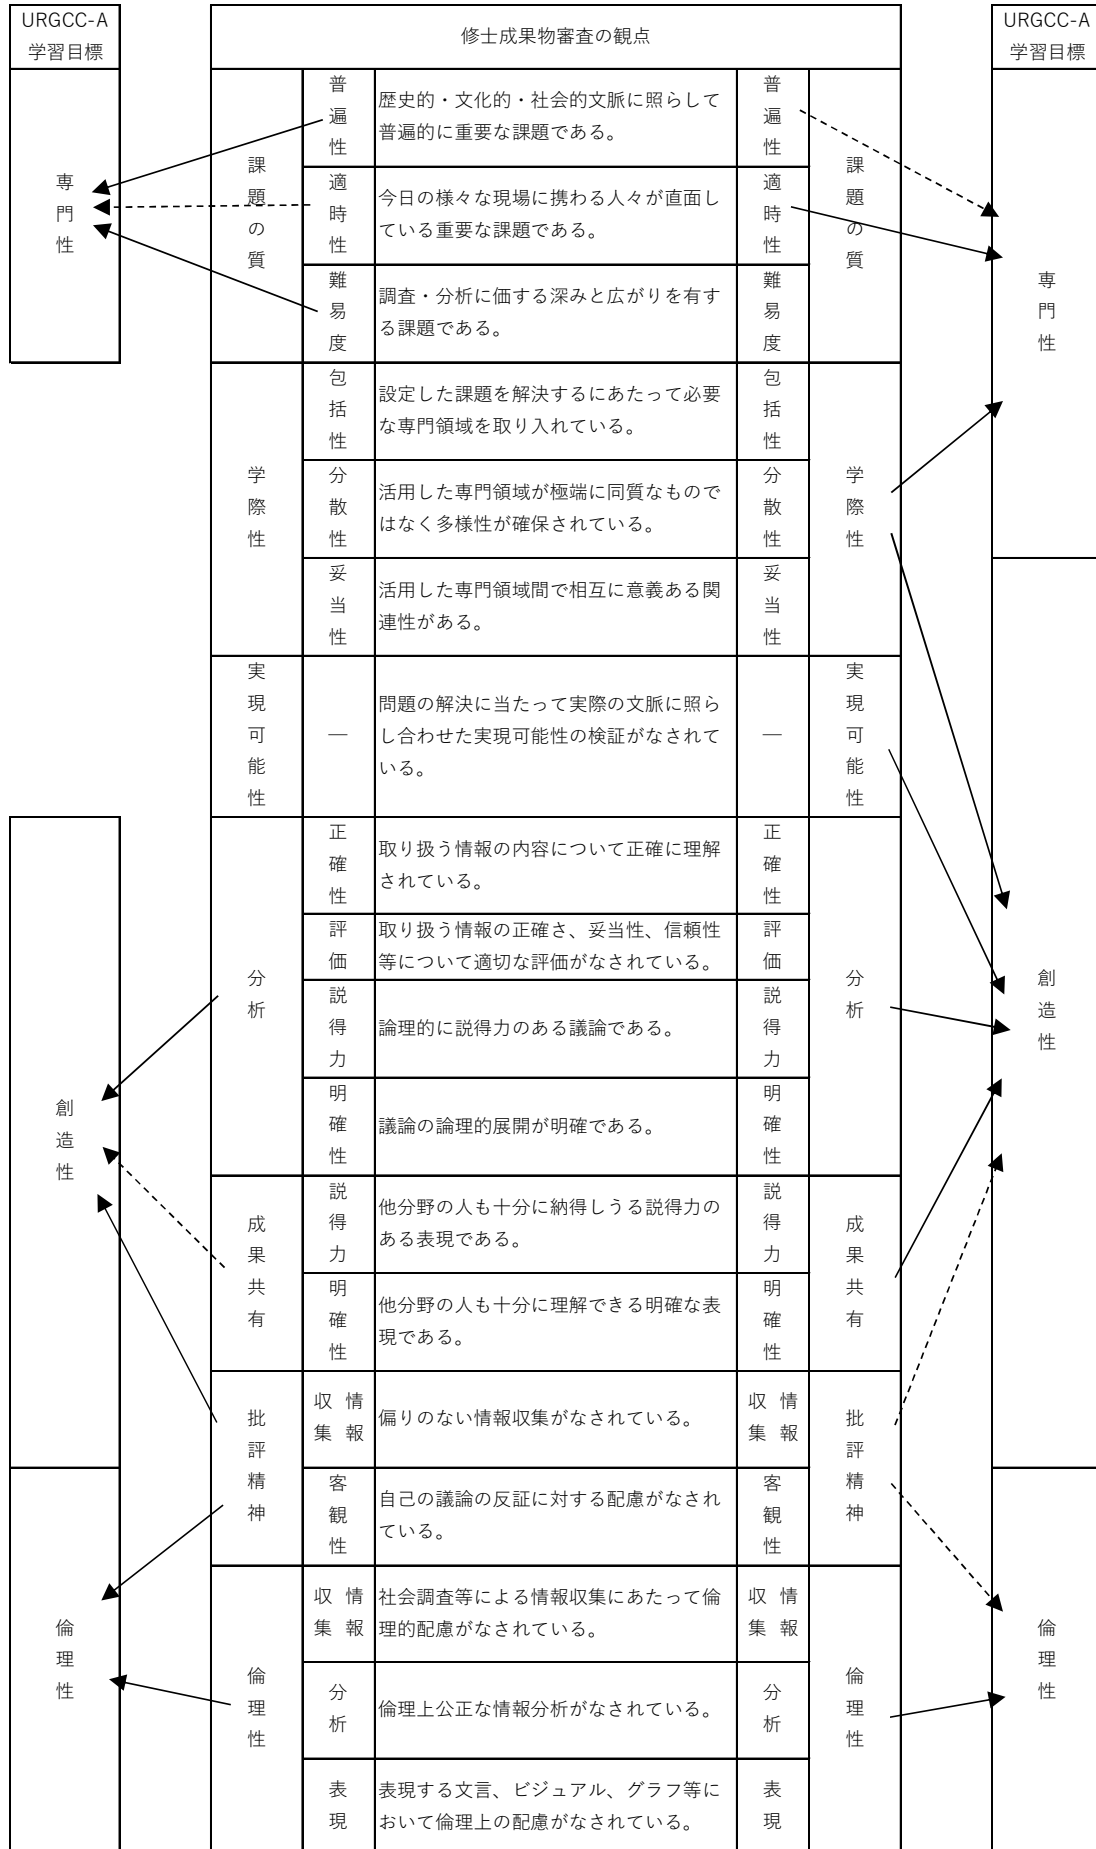 URGCC-A
学習目標
修士成果物審査の観点
URGCC-A
学習目標
専門性
課題の質
普遍性
歴史的・文化的・社会的文脈に照らして
普遍的に重要な課題である。
普遍性
課題の質
専門性
適時性
今日の様々な現場に携わる人々が直面し
ている重要な課題である。
適時性
難易度
調査・分析に価する深みと広がりを有す
る課題である。
難易度
学際性
包括性
設定した課題を解決するにあたって必要
な専門領域を取り入れている。
包括性
学際性
分散性
活用した専門領域が極端に同質なもので
はなく多様性が確保されている。
分散性
妥当性
活用した専門領域間で相互に意義ある関
連性がある。
妥当性
実現可能性
―
問題の解決に当たって実際の文脈に照ら
し合わせた実現可能性の検証がなされて
いる。
―
実現可能性
創造性
分析
正確性
取り扱う情報の内容について正確に理解
されている。
正確性
分析
創造性
評価
取り扱う情報の正確さ、妥当性、信頼性
等について適切な評価がなされている。
評価
説得力
論理的に説得力のある議論である。
説得力
明確性
議論の論理的展開が明確である。
明確性
成果共有
説得力
他分野の人も十分に納得しうる説得力の
ある表現である。
説得力
成果共有
明確性
他分野の人も十分に理解できる明確な表
現である。
明確性
批評精神
情報
収集
偏りのない情報収集がなされている。
情報
収集
批評精神
客観性
自己の議論の反証に対する配慮がなされ
ている。
客観性
倫理性
倫理性
情報
収集
社会調査等による情報収集にあたって倫
理的配慮がなされている。
情報
収集
倫理性
倫理性
分析
倫理上公正な情報分析がなされている。
分析
表現
表現する文言、ビジュアル、グラフ等に
おいて倫理上の配慮がなされている。
表現